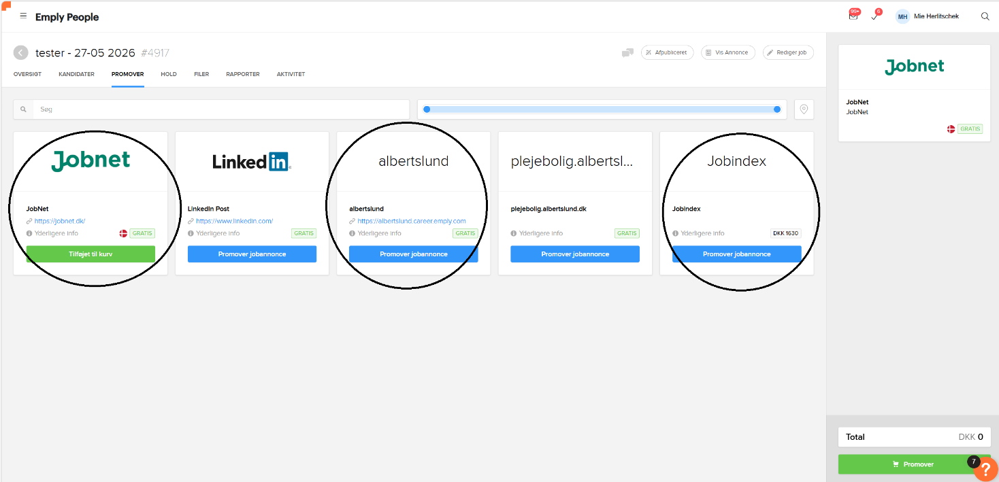 Emply People
99+
6
MH
Mie Herlitschek
tester - 27-05 2026 #4917
Afpubliceret
Vis Annonce
Rediger job
OVERSIGT
KANDIDATER
PROMOVER
HOLD
FILER
RAPPORTER
AKTIVITET
Søg
Jobnet
JobNet
https://jobnet.dk/
Yderligere info
GRATIS
Tilføjet til kurv
Linked in
LinkedIn Post
https://www.linkedin.com/
Yderligere info
GRATIS
Promover jobannonce
albertslund
albertslund
https://albertslund.career.emply.com
Yderligere info
GRATIS
Promover jobannonce
plejebolig.albertsl...
plejebolig.albertslund.dk
Yderligere info
GRATIS
Promover jobannonce
Jobindex
Jobindex
Yderligere info
DKK 1630
Promover jobannonce
Jobnet
JobNet
JobNet
GRATIS
Total
DKK 0
Promover
7
?